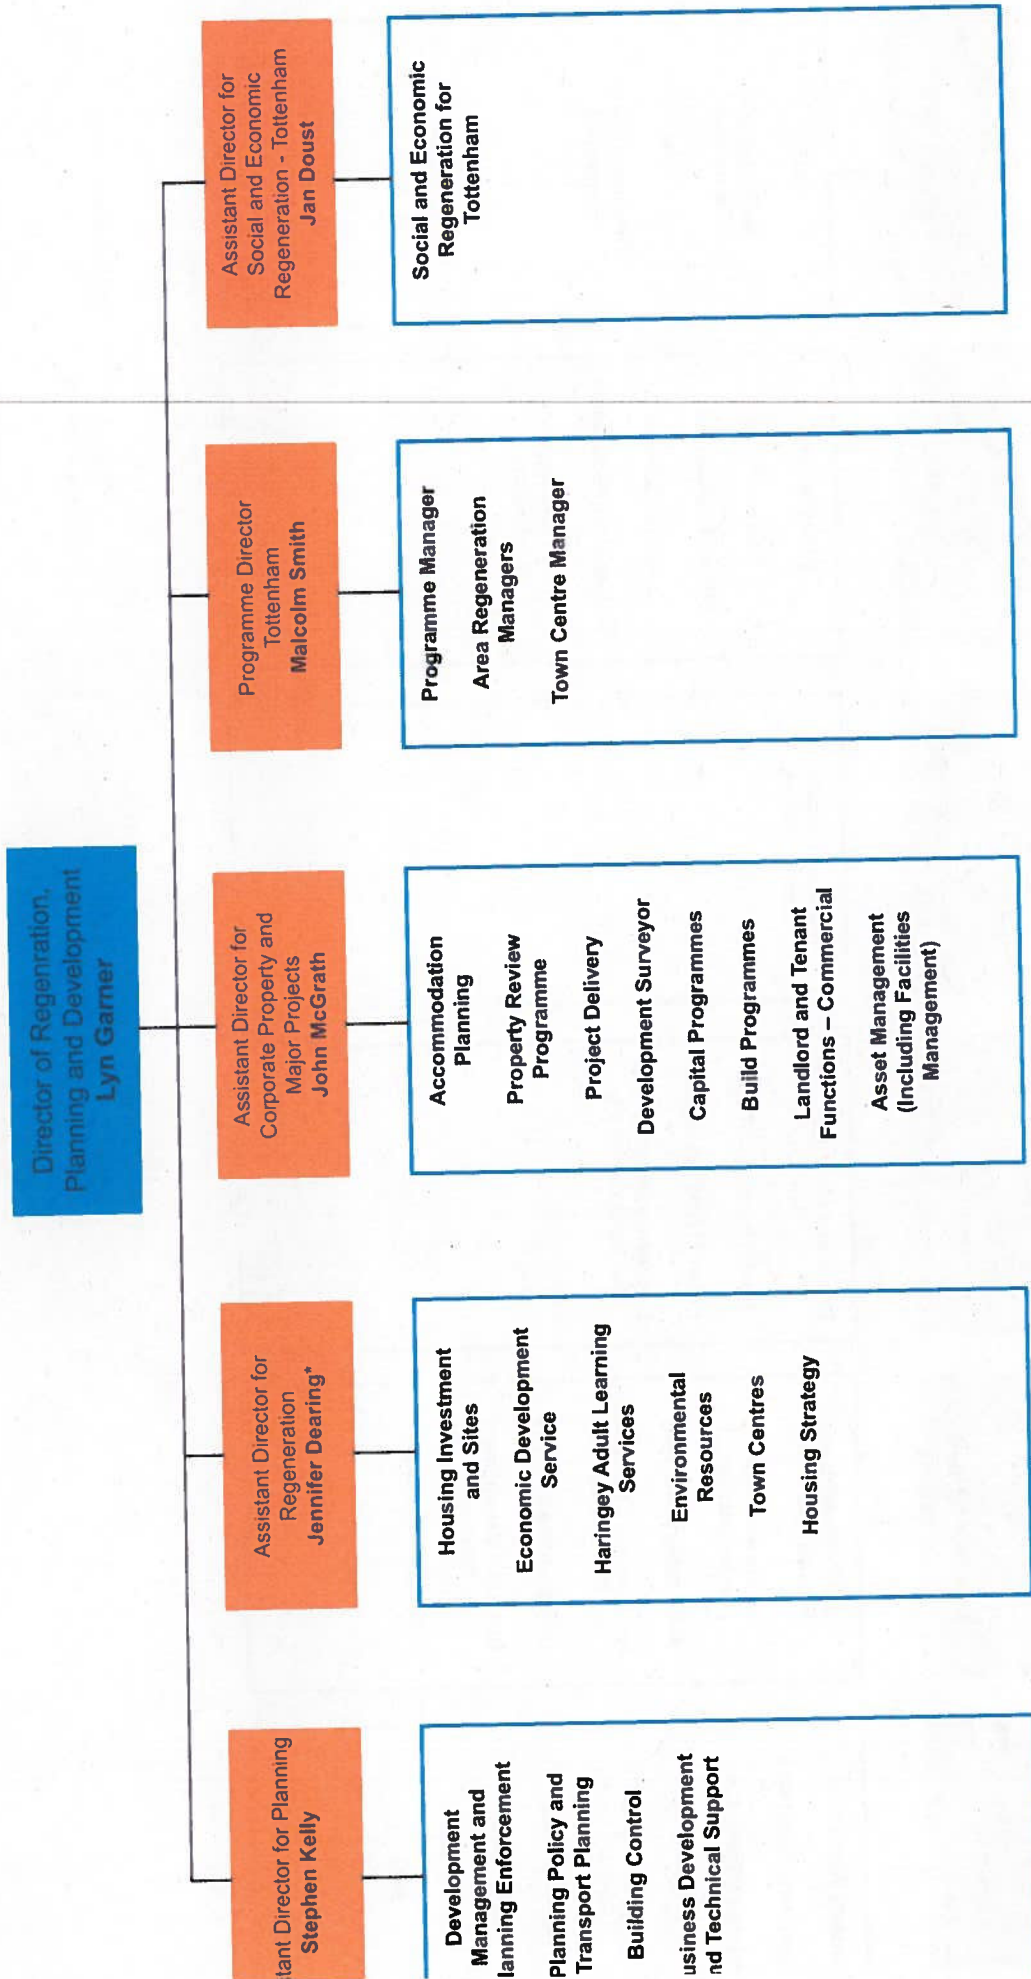 Director of Regenration,
Planning and Development
Lyn Garner
stant Director for Planning
Stephen Kelly
Development
Management and
lanning Enforcement
Planning Policy and
Transport Planning
Building Control
usiness Development
nd Technical Support
Assistant Director for
Regeneration
Jennifer Dearing*
Housing Investment
and Sites
Economic Development
Service
Haringey Adult Learning
Services
Environmental
Resources
Town Centres
Housing Strategy
Assistant Director for
Corporate Property and
Major Projects
John McGrath
Accommodation
Planning
Property Review
Programme
Project Delivery
Development Surveyor
Capital Programmes
Build Programmes
Landlord and Tenant
Functions – Commercial
Asset Management
(Including Facilities
Management)
Programme Director
Tottenham
Malcolm Smith
Programme Manager
Area Regeneration
Managers
Town Centre Manager
Assistant Director for
Social and Economic
Regeneration - Tottenham
Jan Doust
Social and Economic
Regeneration for
Tottenham